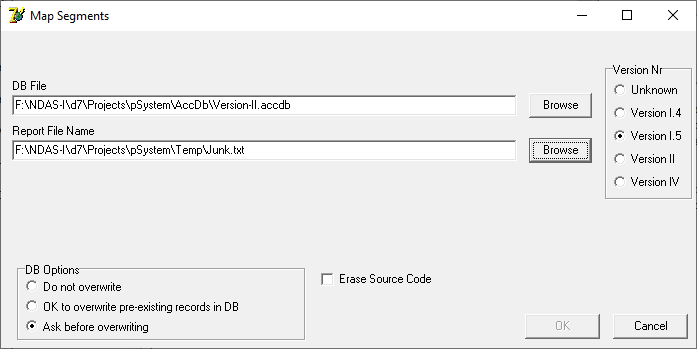 Map Segments
DB File
F:\NDAS-I\d7\Projects\pSystem\AccDb\Version-II.accdb
Browse
Report File Name
F:\NDAS-I\d7\Projects\pSystem\Temp\Junk.txt
Browse
Version Nr
Unknown
Version I.4
Version I.5
Version II
Version IV
DB Options
Do not overwrite
OK to overwrite pre-existing records in DB
Ask before overwriting
Erase Source Code
OK
Cancel